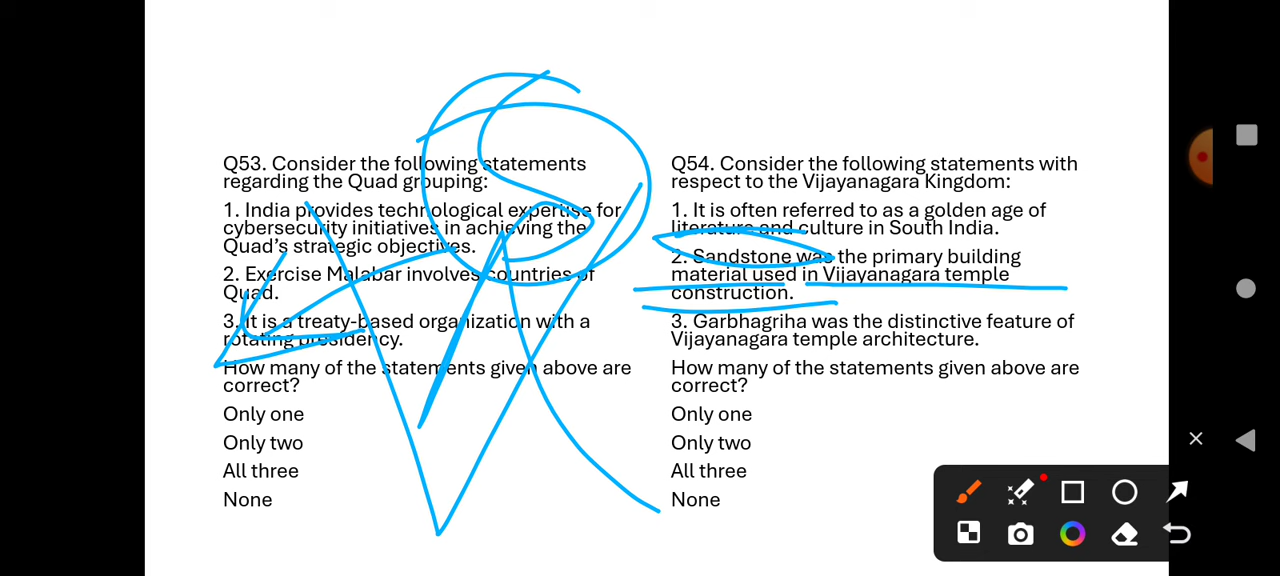 Q53. Consider the following statements
regarding the Quad grouping:
1. India provides technological expertise for
cybersecurity initiatives in achieving the
Quad's strategic objectives.
2. Exercise Malabar involves countries of
Quad.
3. It is a treaty-based organization with a
rotating presidency.
How many of the statements given above are
correct?
Only one
Only two
All three
None
Q54. Consider the following statements with
respect to the Vijayanagara Kingdom:
1. It is often referred to as a golden age of
literature and culture in South India.
2. Sandstone was the primary building
material used in Vijayanagara temple
construction.
3. Garbhagriha was the distinctive feature of
Vijayanagara temple architecture.
How many of the statements given above are
correct?
Only one
Only two
All three
None